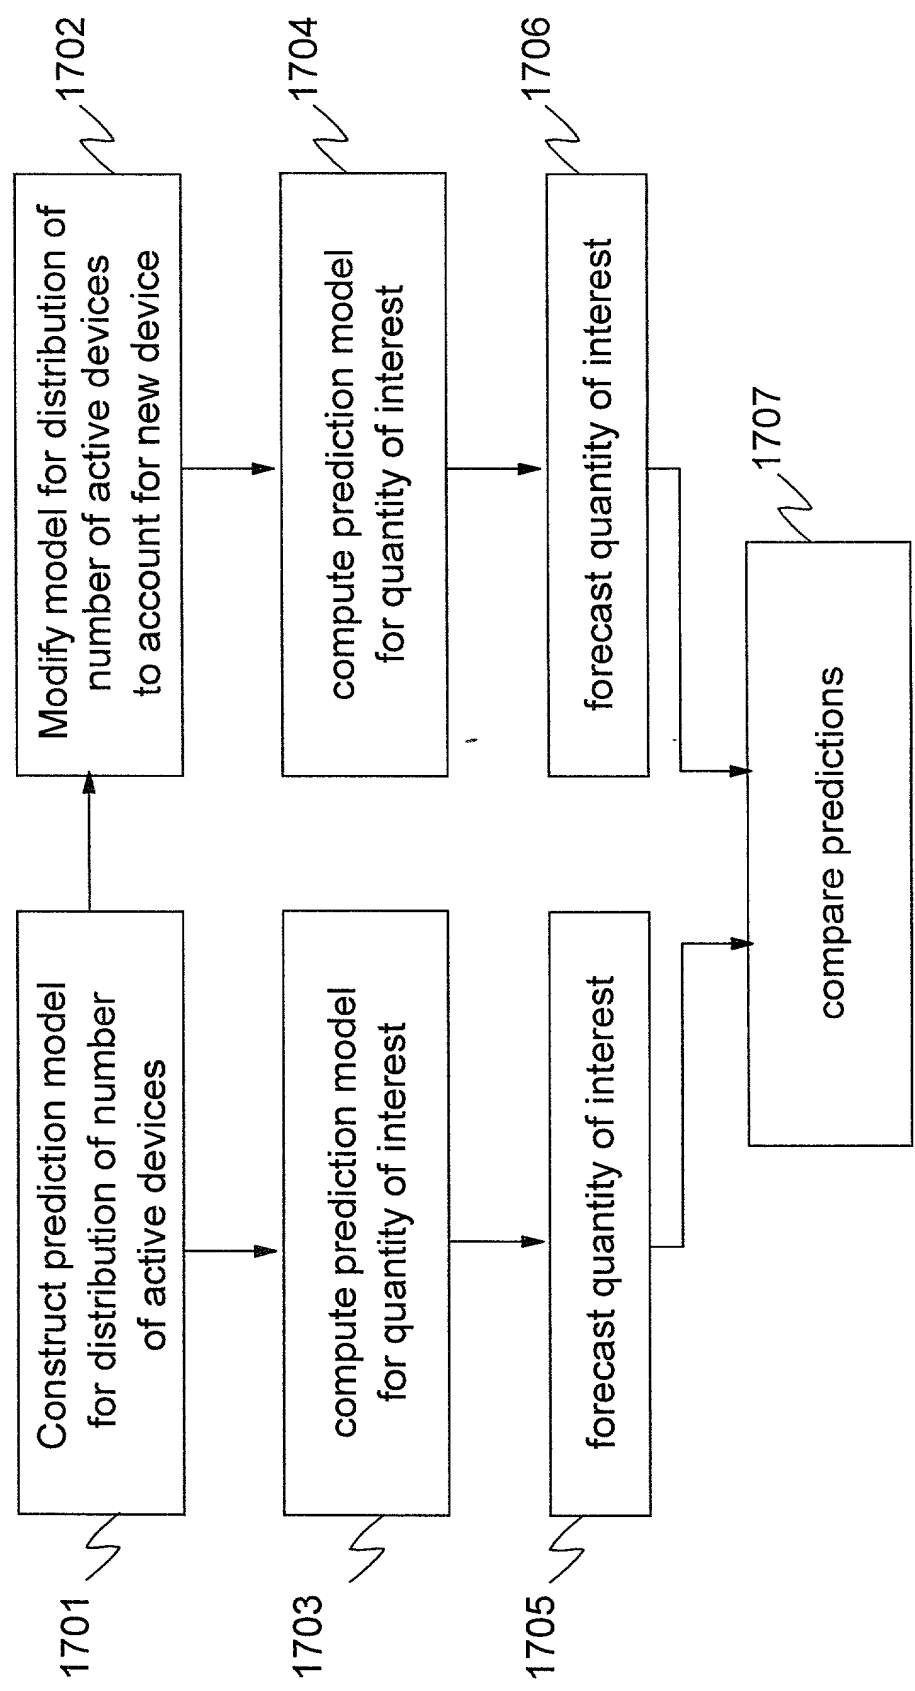 1701
Construct prediction model
for distribution of number
of active devices
Modify model for distribution of
number of active devices
to account for new device
1702
1703
compute prediction model
for quantity of interest
compute prediction model
for quantity of interest
1704
1705
forecast quantity of interest
forecast quantity of interest
1706
compare predictions
1707